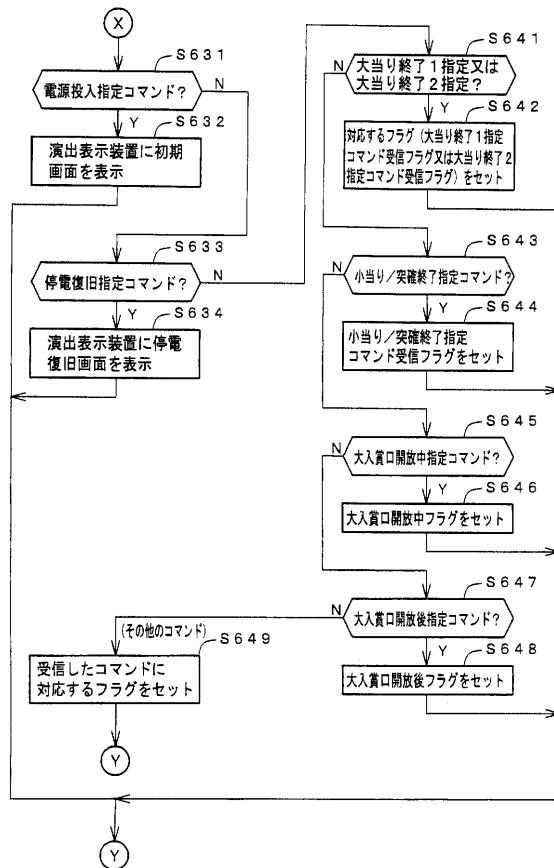 X
S631
電源投入指定コマンド?
N
Y
S632
演出表示装置に初期
画面を表示
S633
停電復旧指定コマンド?
N
Y
S634
演出表示装置に停電
復旧画面を表示
S641
大当り終了1指定又は
大当り終了2指定?
N
Y
S642
対応するフラグ(大当り終了1指定
コマンド受信フラグ又は大当り終了2
指定コマンド受信フラグ)をセット
S643
小当り/突確終了指定コマンド?
N
Y
S644
小当り/突確終了指定
コマンド受信フラグをセット
S645
大入賞口開放中指定コマンド?
N
Y
S646
大入賞口開放中フラグをセット
S647
大入賞口開放後指定コマンド?
N
Y
S648
大入賞口開放後フラグをセット
(その他のコマンド)
S649
受信したコマンドに
対応するフラグをセット
Y
Y